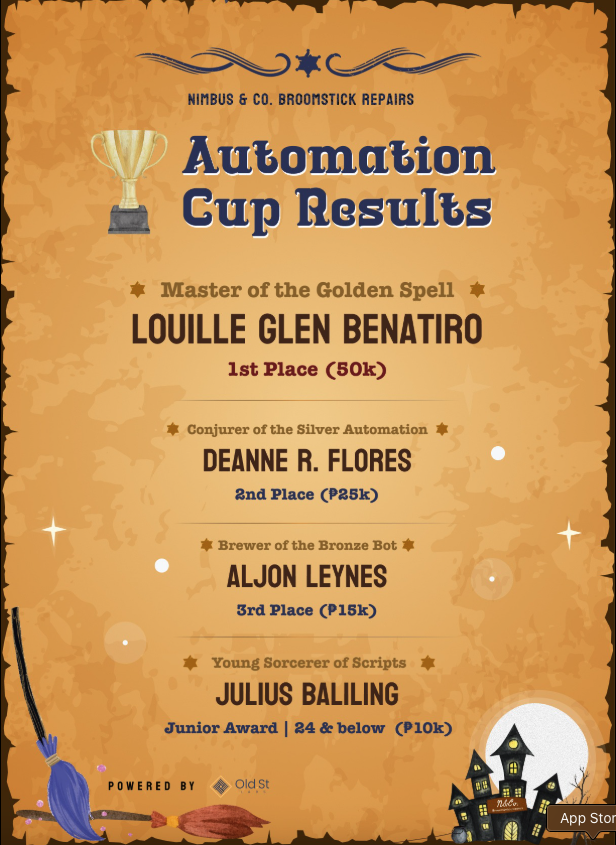 NIMBUS & CO. BROOMSTICK REPAIRS
Automation
Cup Results
Master of the Golden Spell
LOUILLE GLEN BENATIRO
1st Place (50k)
Conjurer of the Silver Automation
DEANNE R. FLORES
2nd Place (₱25k)
Brewer of the Bronze Bot
ALJON LEYNES
3rd Place (₱15k)
Young Sorcerer of Scripts
JULIUS BALILING
Junior Award | 24 & below (₱10k)
POWERED BY
Old St
LABS
N&Co.
App Stor